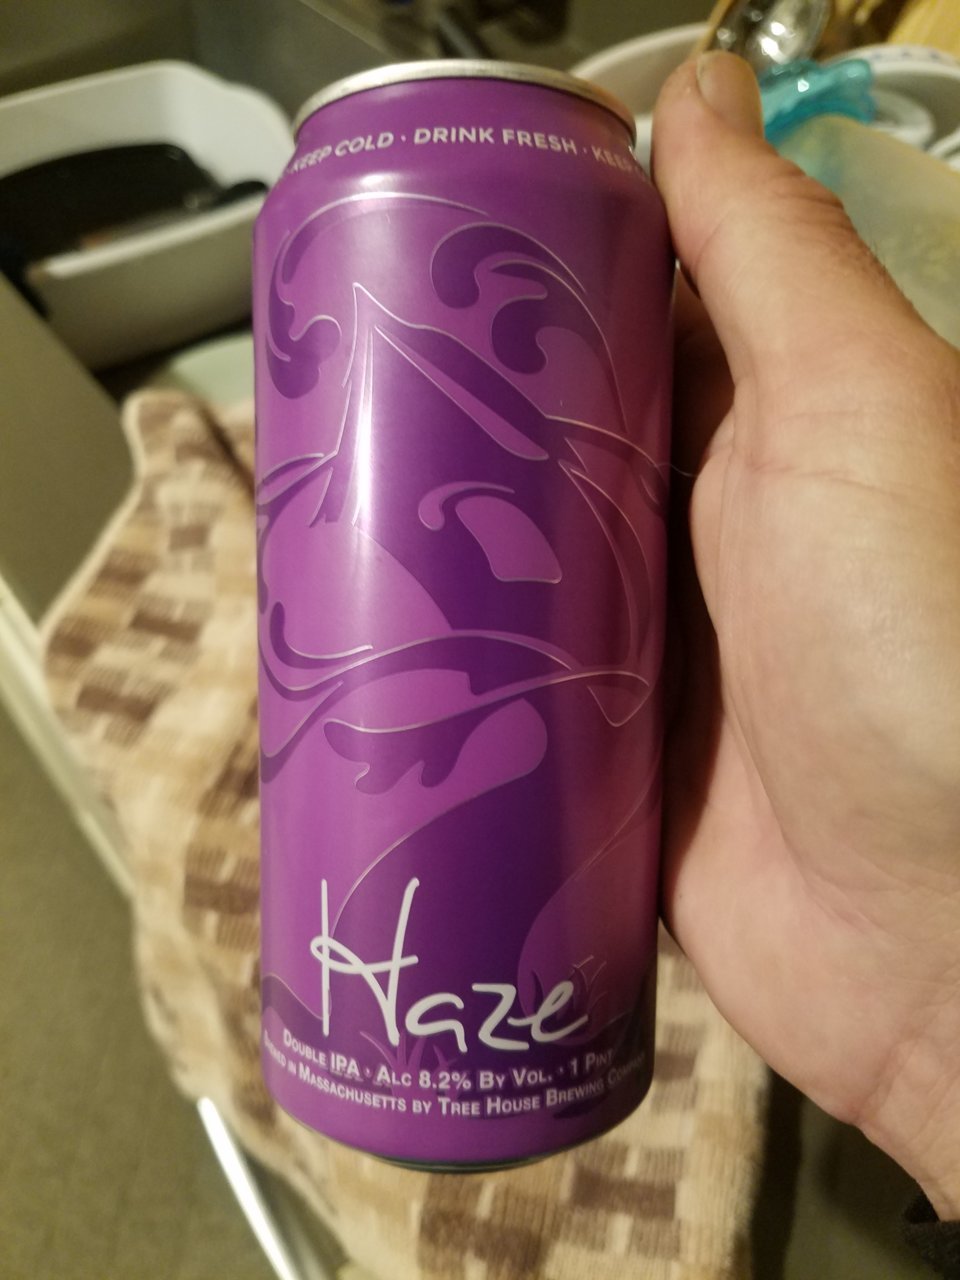 KEEP COLD · DRINK FRESH ·
Haze
DOUBLE IPA · ALC 8.2% BY VOL. · 1 PINT
IN MASSACHUSETTS BY TREE HOUSE BREWING COMPANY